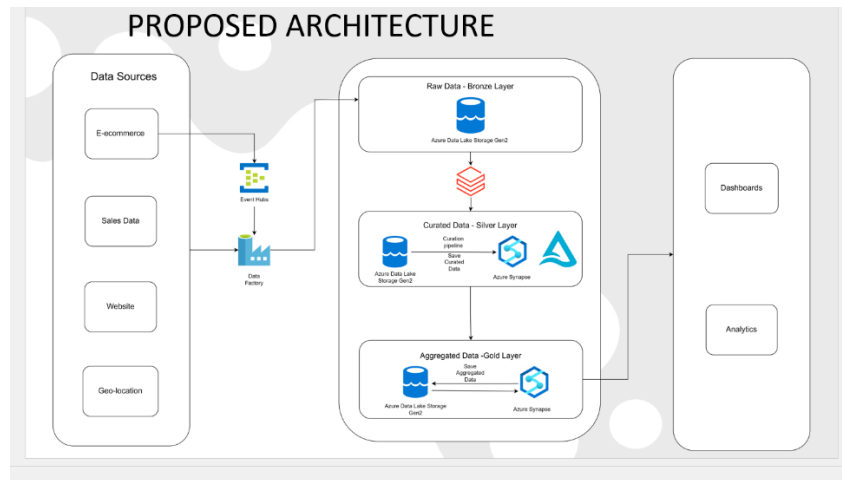 PROPOSED ARCHITECTURE
Data Sources
E-ecommerce
Sales Data
Website
Geo-location
Event Hubs
Data
Factory
Raw Data - Bronze Layer
Azure Data Lake Storage Gen2
Curated Data - Silver Layer
Curation
pipeline
Save
Curated
Data
Azure Data Lake
Storage Gen2
Azure Synapse
Aggregated Data -Gold Layer
Save
Aggregated
Data
Azure Data Lake Storage
Gen2
Azure Synapse
Dashboards
Analytics